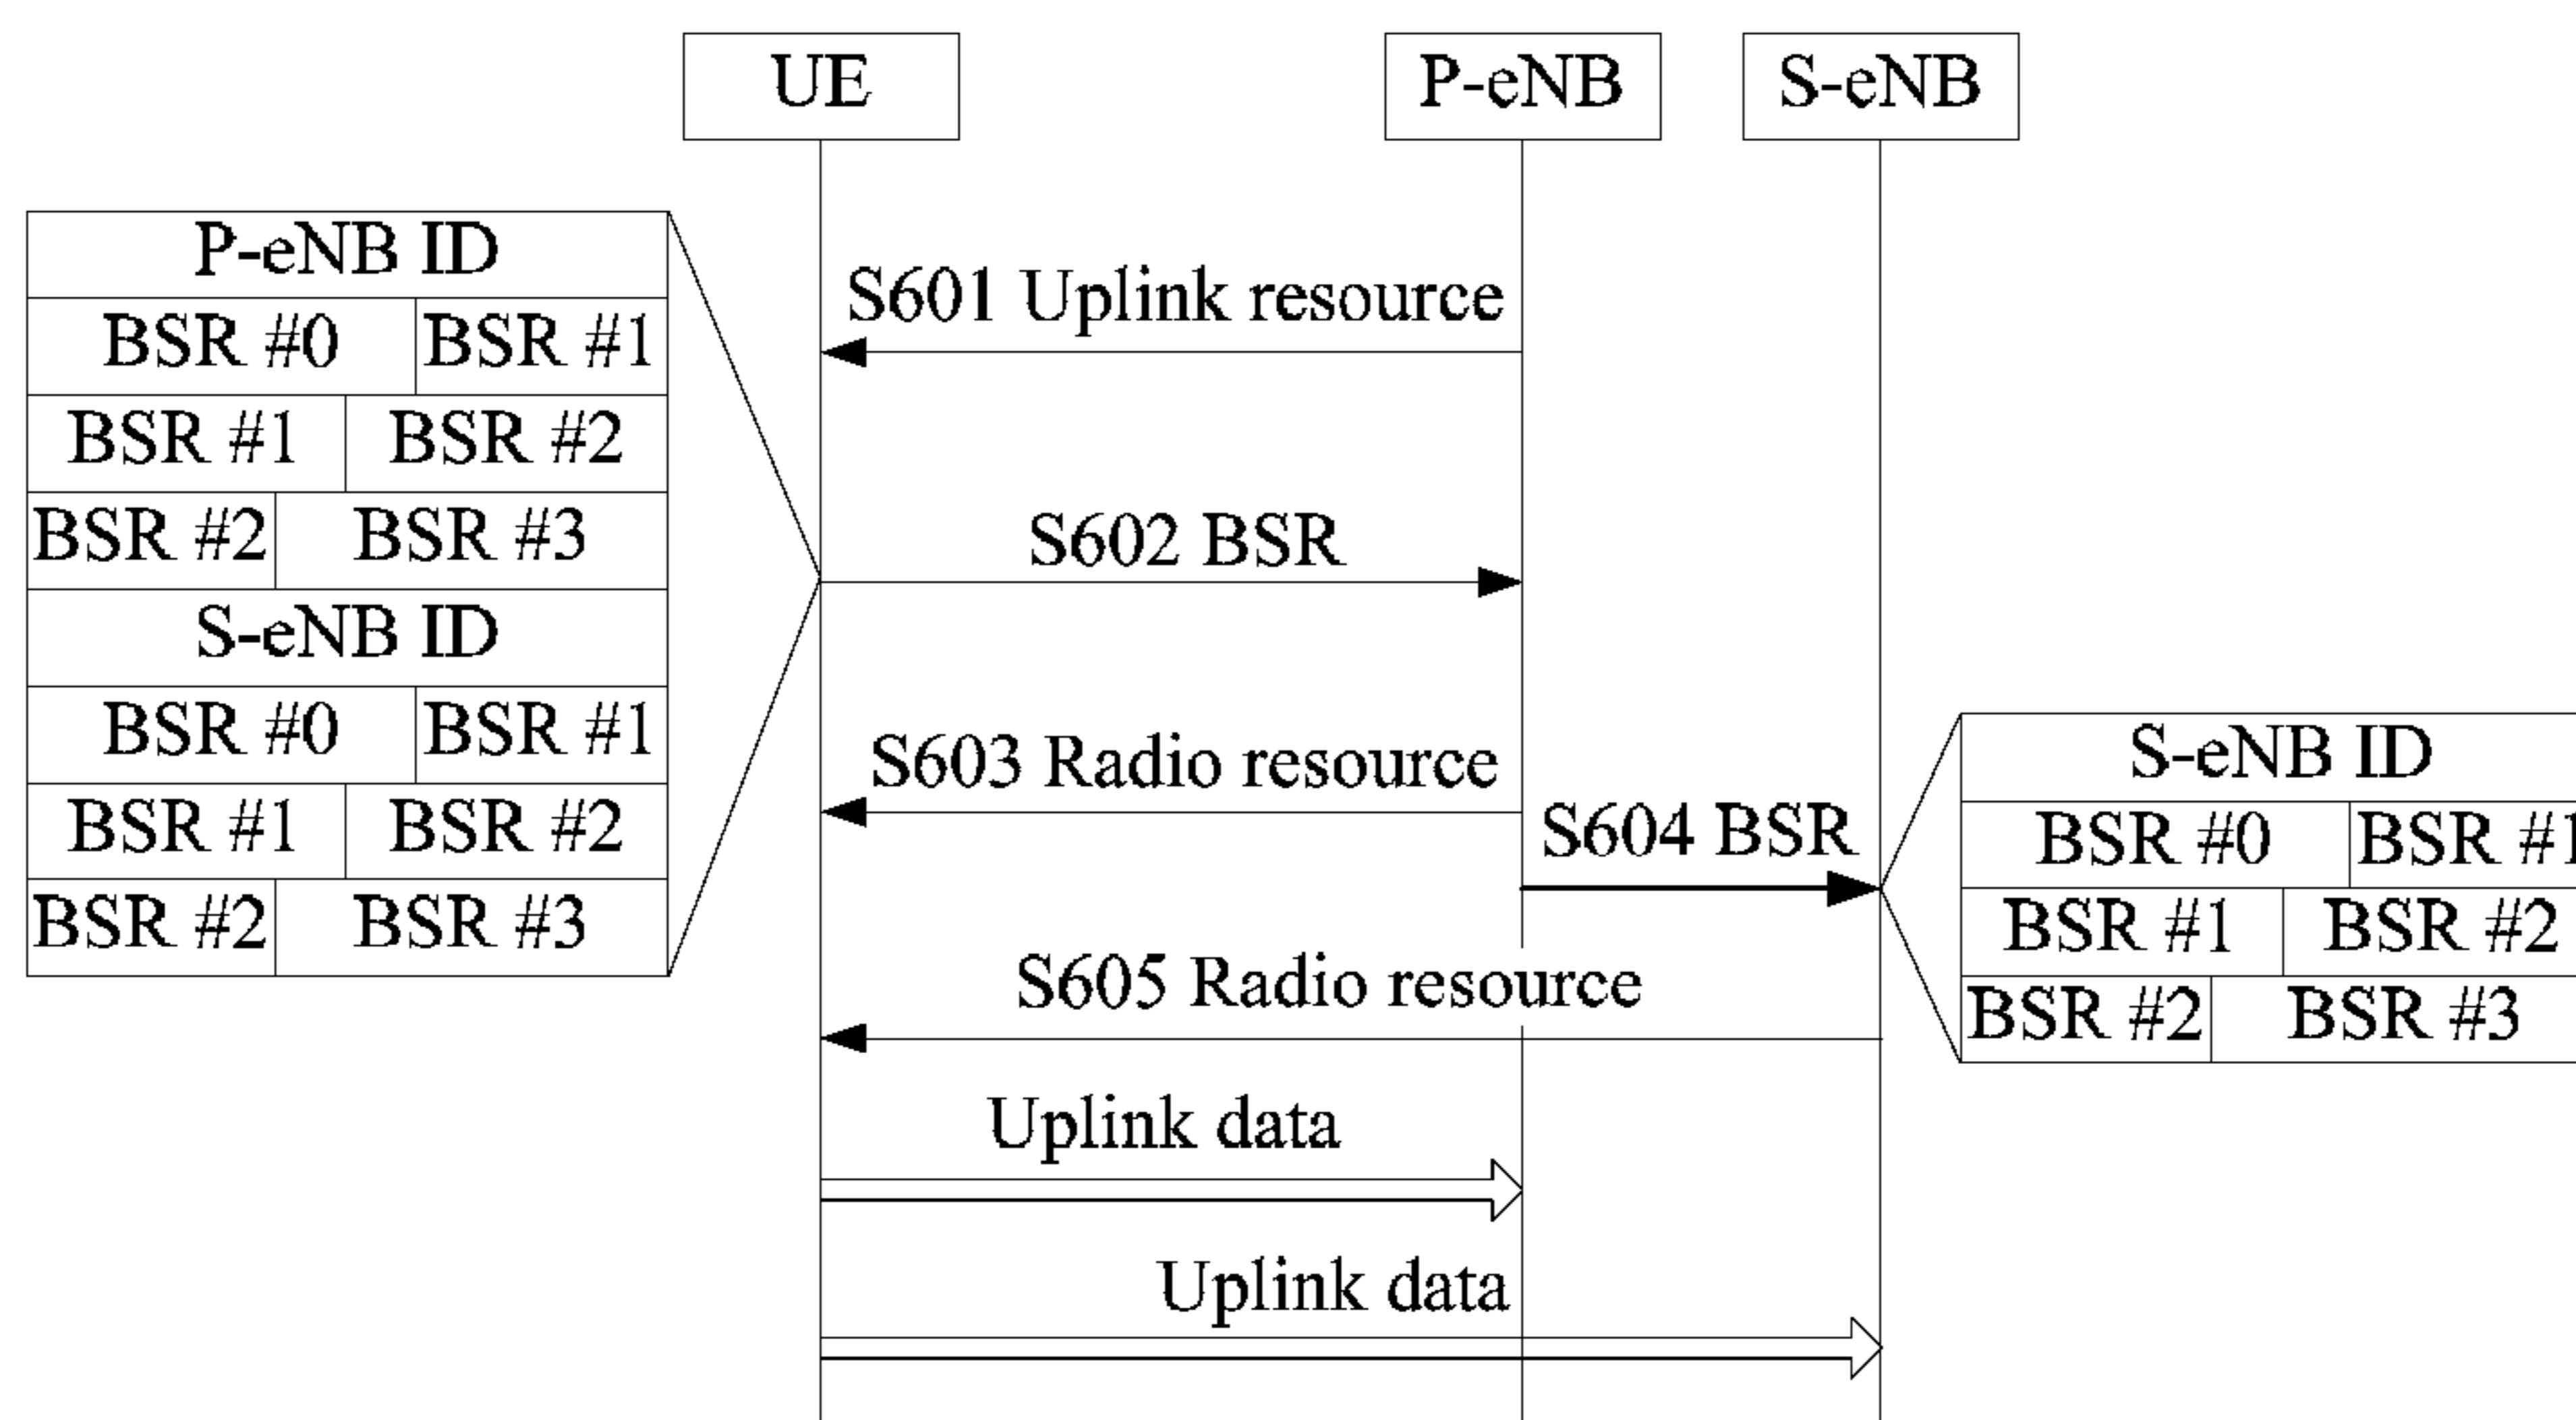 UE
P-eNB
S-eNB
P-eNB ID
BSR #0 BSR #1
BSR #1 BSR #2
BSR #2 BSR #3
S-eNB ID
BSR #0 BSR #1
BSR #1 BSR #2
BSR #2 BSR #3
S601 Uplink resource
S602 BSR
S603 Radio resource
S604 BSR
S605 Radio resource
Uplink data
Uplink data
S-eNB ID
BSR #0 BSR #1
BSR #1 BSR #2
BSR #2 BSR #3